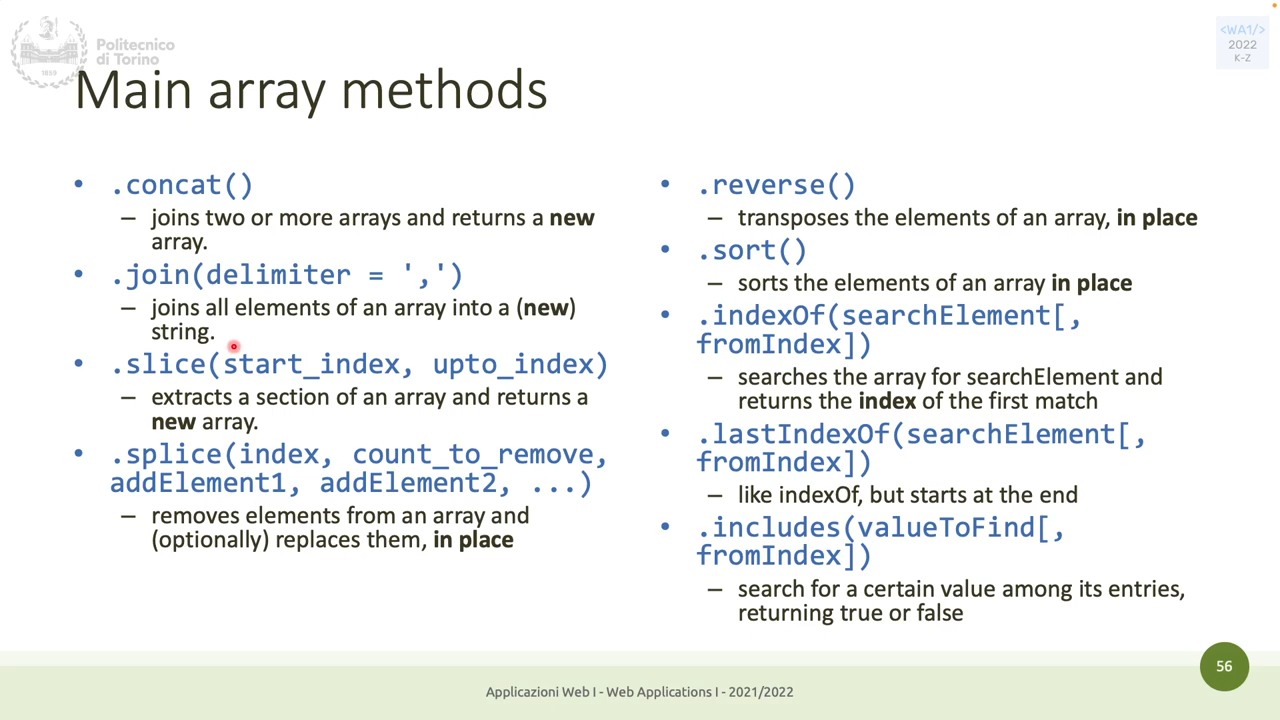 Politecnico
di Torino
1859
<WA1/>
2022
K-Z
Main array methods
• .concat()
– joins two or more arrays and returns a new
array.
• .join(delimiter = ',')
– joins all elements of an array into a (new)
string.
• .slice(start_index, upto_index)
– extracts a section of an array and returns a
new array.
• .splice(index, count_to_remove,
addElement1, addElement2, ...)
– removes elements from an array and
(optionally) replaces them, in place
• .reverse()
– transposes the elements of an array, in place
• .sort()
– sorts the elements of an array in place
• .indexOf(searchElement[,
fromIndex])
– searches the array for searchElement and
returns the index of the first match
• .lastIndexOf(searchElement[,
fromIndex])
– like indexOf, but starts at the end
• .includes(valueToFind[,
fromIndex])
– search for a certain value among its entries,
returning true or false
56
Applicazioni Web I - Web Applications I - 2021/2022